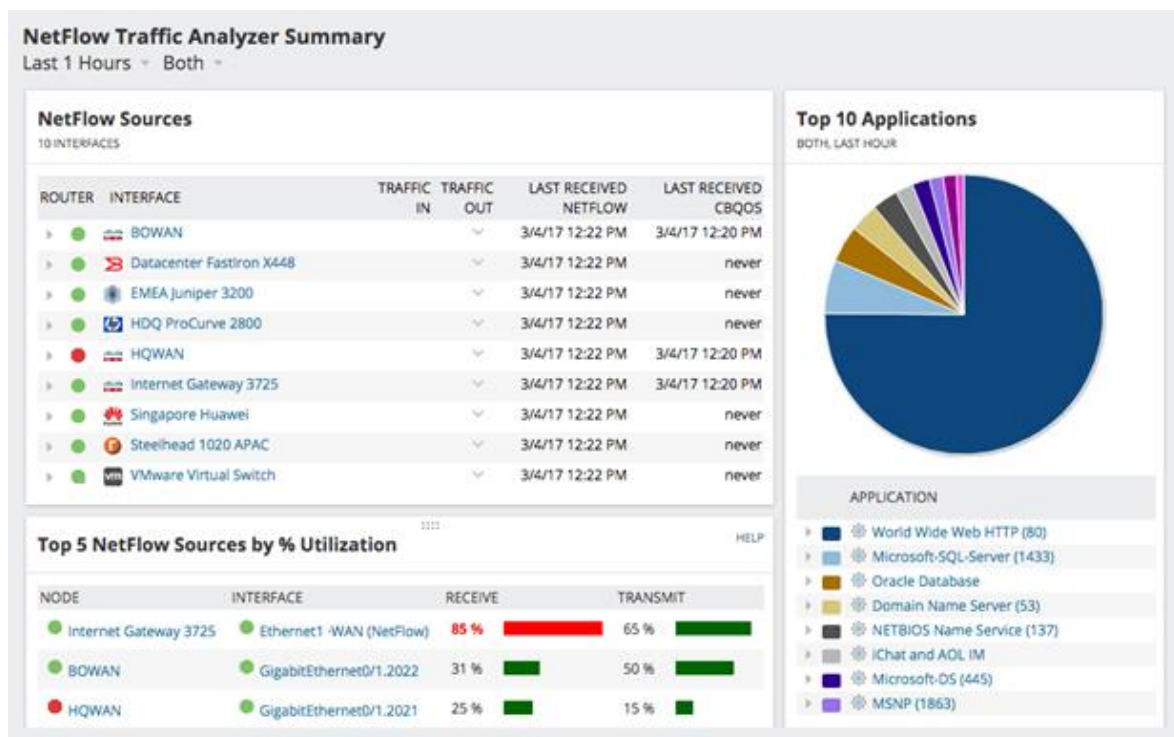 NetFlow Traffic Analyzer Summary
Last 1 Hours Both
NetFlow Sources
10 INTERFACES
ROUTER INTERFACE TRAFFIC IN TRAFFIC OUT LAST RECEIVED NETFLOW LAST RECEIVED CBQOS
BOWAN 3/4/17 12:22 PM 3/4/17 12:20 PM
Datacenter FastIron X448 3/4/17 12:22 PM never
EMEA Juniper 3200 3/4/17 12:22 PM never
HDQ ProCurve 2800 3/4/17 12:22 PM never
HQWAN 3/4/17 12:22 PM 3/4/17 12:20 PM
Internet Gateway 3725 3/4/17 12:22 PM 3/4/17 12:20 PM
Singapore Huawei 3/4/17 12:22 PM never
Steelhead 1020 APAC 3/4/17 12:22 PM never
vm VMware Virtual Switch 3/4/17 12:22 PM never
Top 5 NetFlow Sources by % Utilization HELP
NODE INTERFACE RECEIVE TRANSMIT
Internet Gateway 3725 Ethernet1 -WAN (NetFlow) 85 % 65 %
BOWAN GigabitEthernet0/1.2022 31 % 50 %
HQWAN GigabitEthernet0/1.2021 25 % 15 %
Top 10 Applications
BOTH, LAST HOUR
APPLICATION
World Wide Web HTTP (80)
Microsoft-SQL-Server (1433)
Oracle Database
Domain Name Server (53)
NETBIOS Name Service (137)
iChat and AOL IM
Microsoft-DS (445)
MSNP (1863)